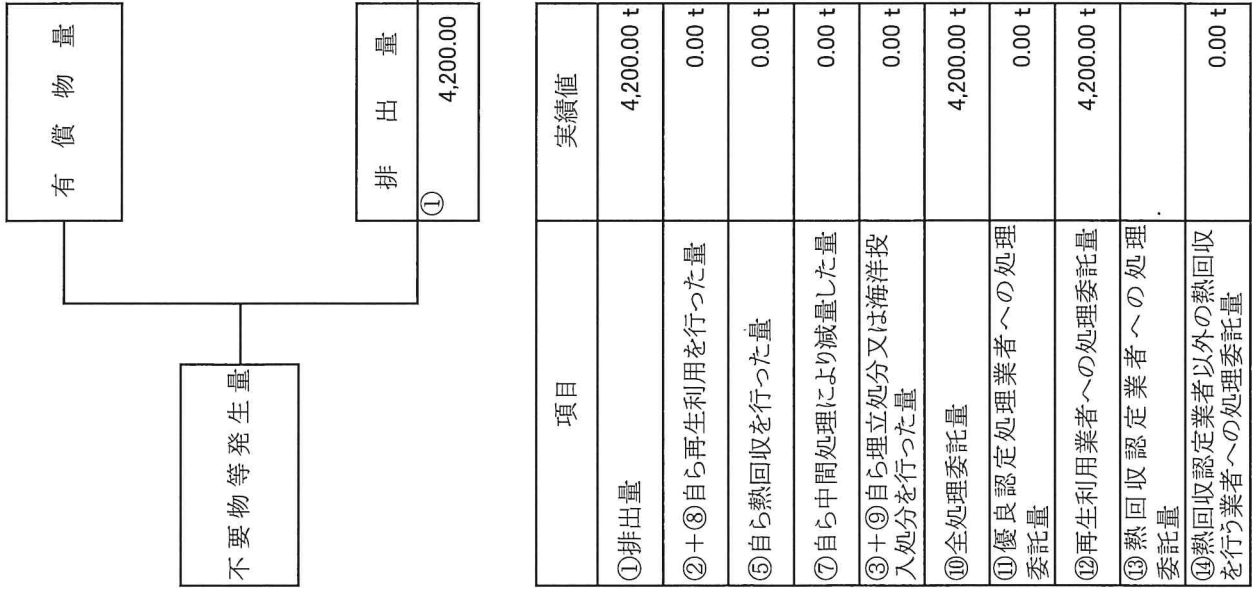 有償物量
排出量
①
4,200.00
不要物等発生量
項目
実績値
①排出量
4,200.00 t
②+⑧自ら再生利用を行った量
0.00 t
⑤自ら熱回収を行った量
0.00 t
⑦自ら中間処理により減量した量
0.00 t
③+⑨自ら埋立処分又は海洋投
入処分を行った量
0.00 t
⑩全処理委託量
4,200.00 t
⑪優良認定処理業者への処理
委託量
0.00 t
⑫再生利用業者への処理委託量
4,200.00 t
⑬熱回収認定業者への処理
委託量
⑭熱回収認定業者以外の熱回収
を行う業者への処理委託量
0.00 t